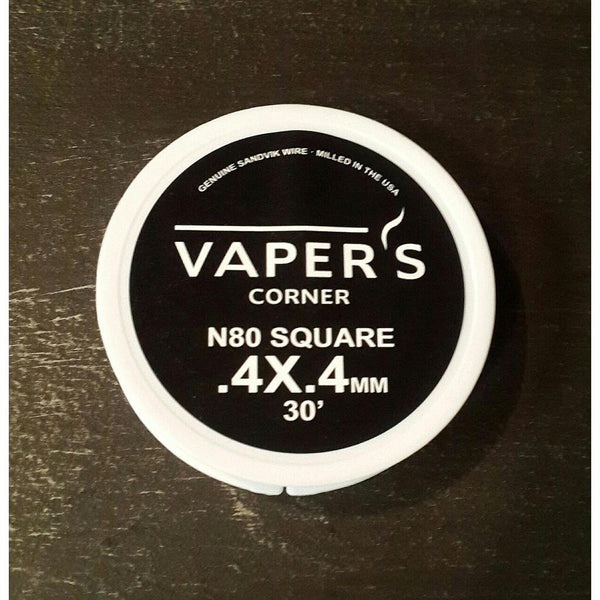 GENUINE SANDVIK WIRE · MILLED IN THE USA
VAPER'S
CORNER
N80 SQUARE
.4X.4MM
30'